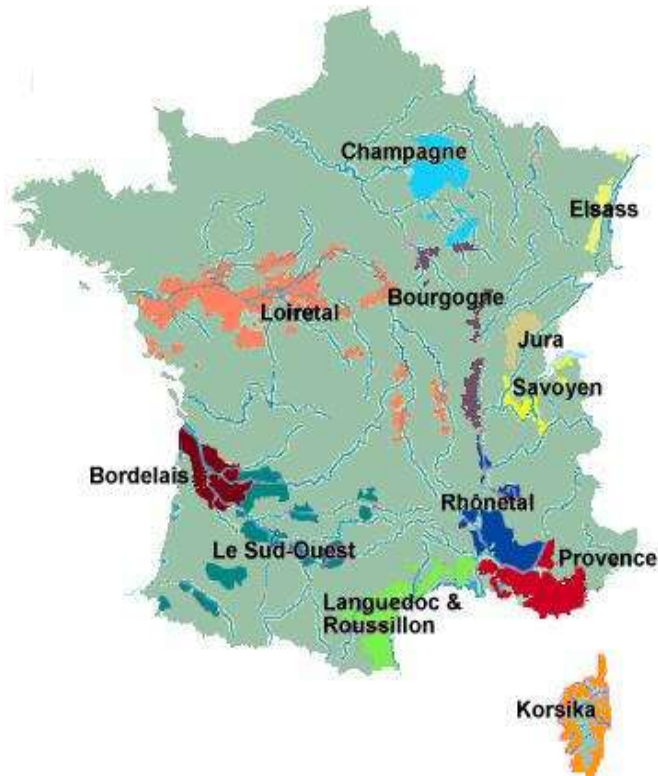 Champagne
Elsass
Bourgogne
Loiretal
Jura
Savoyen
Bordelais
Rhônetal
Le Sud-Ouest
Provence
Languedoc &
Roussillon
Korsika